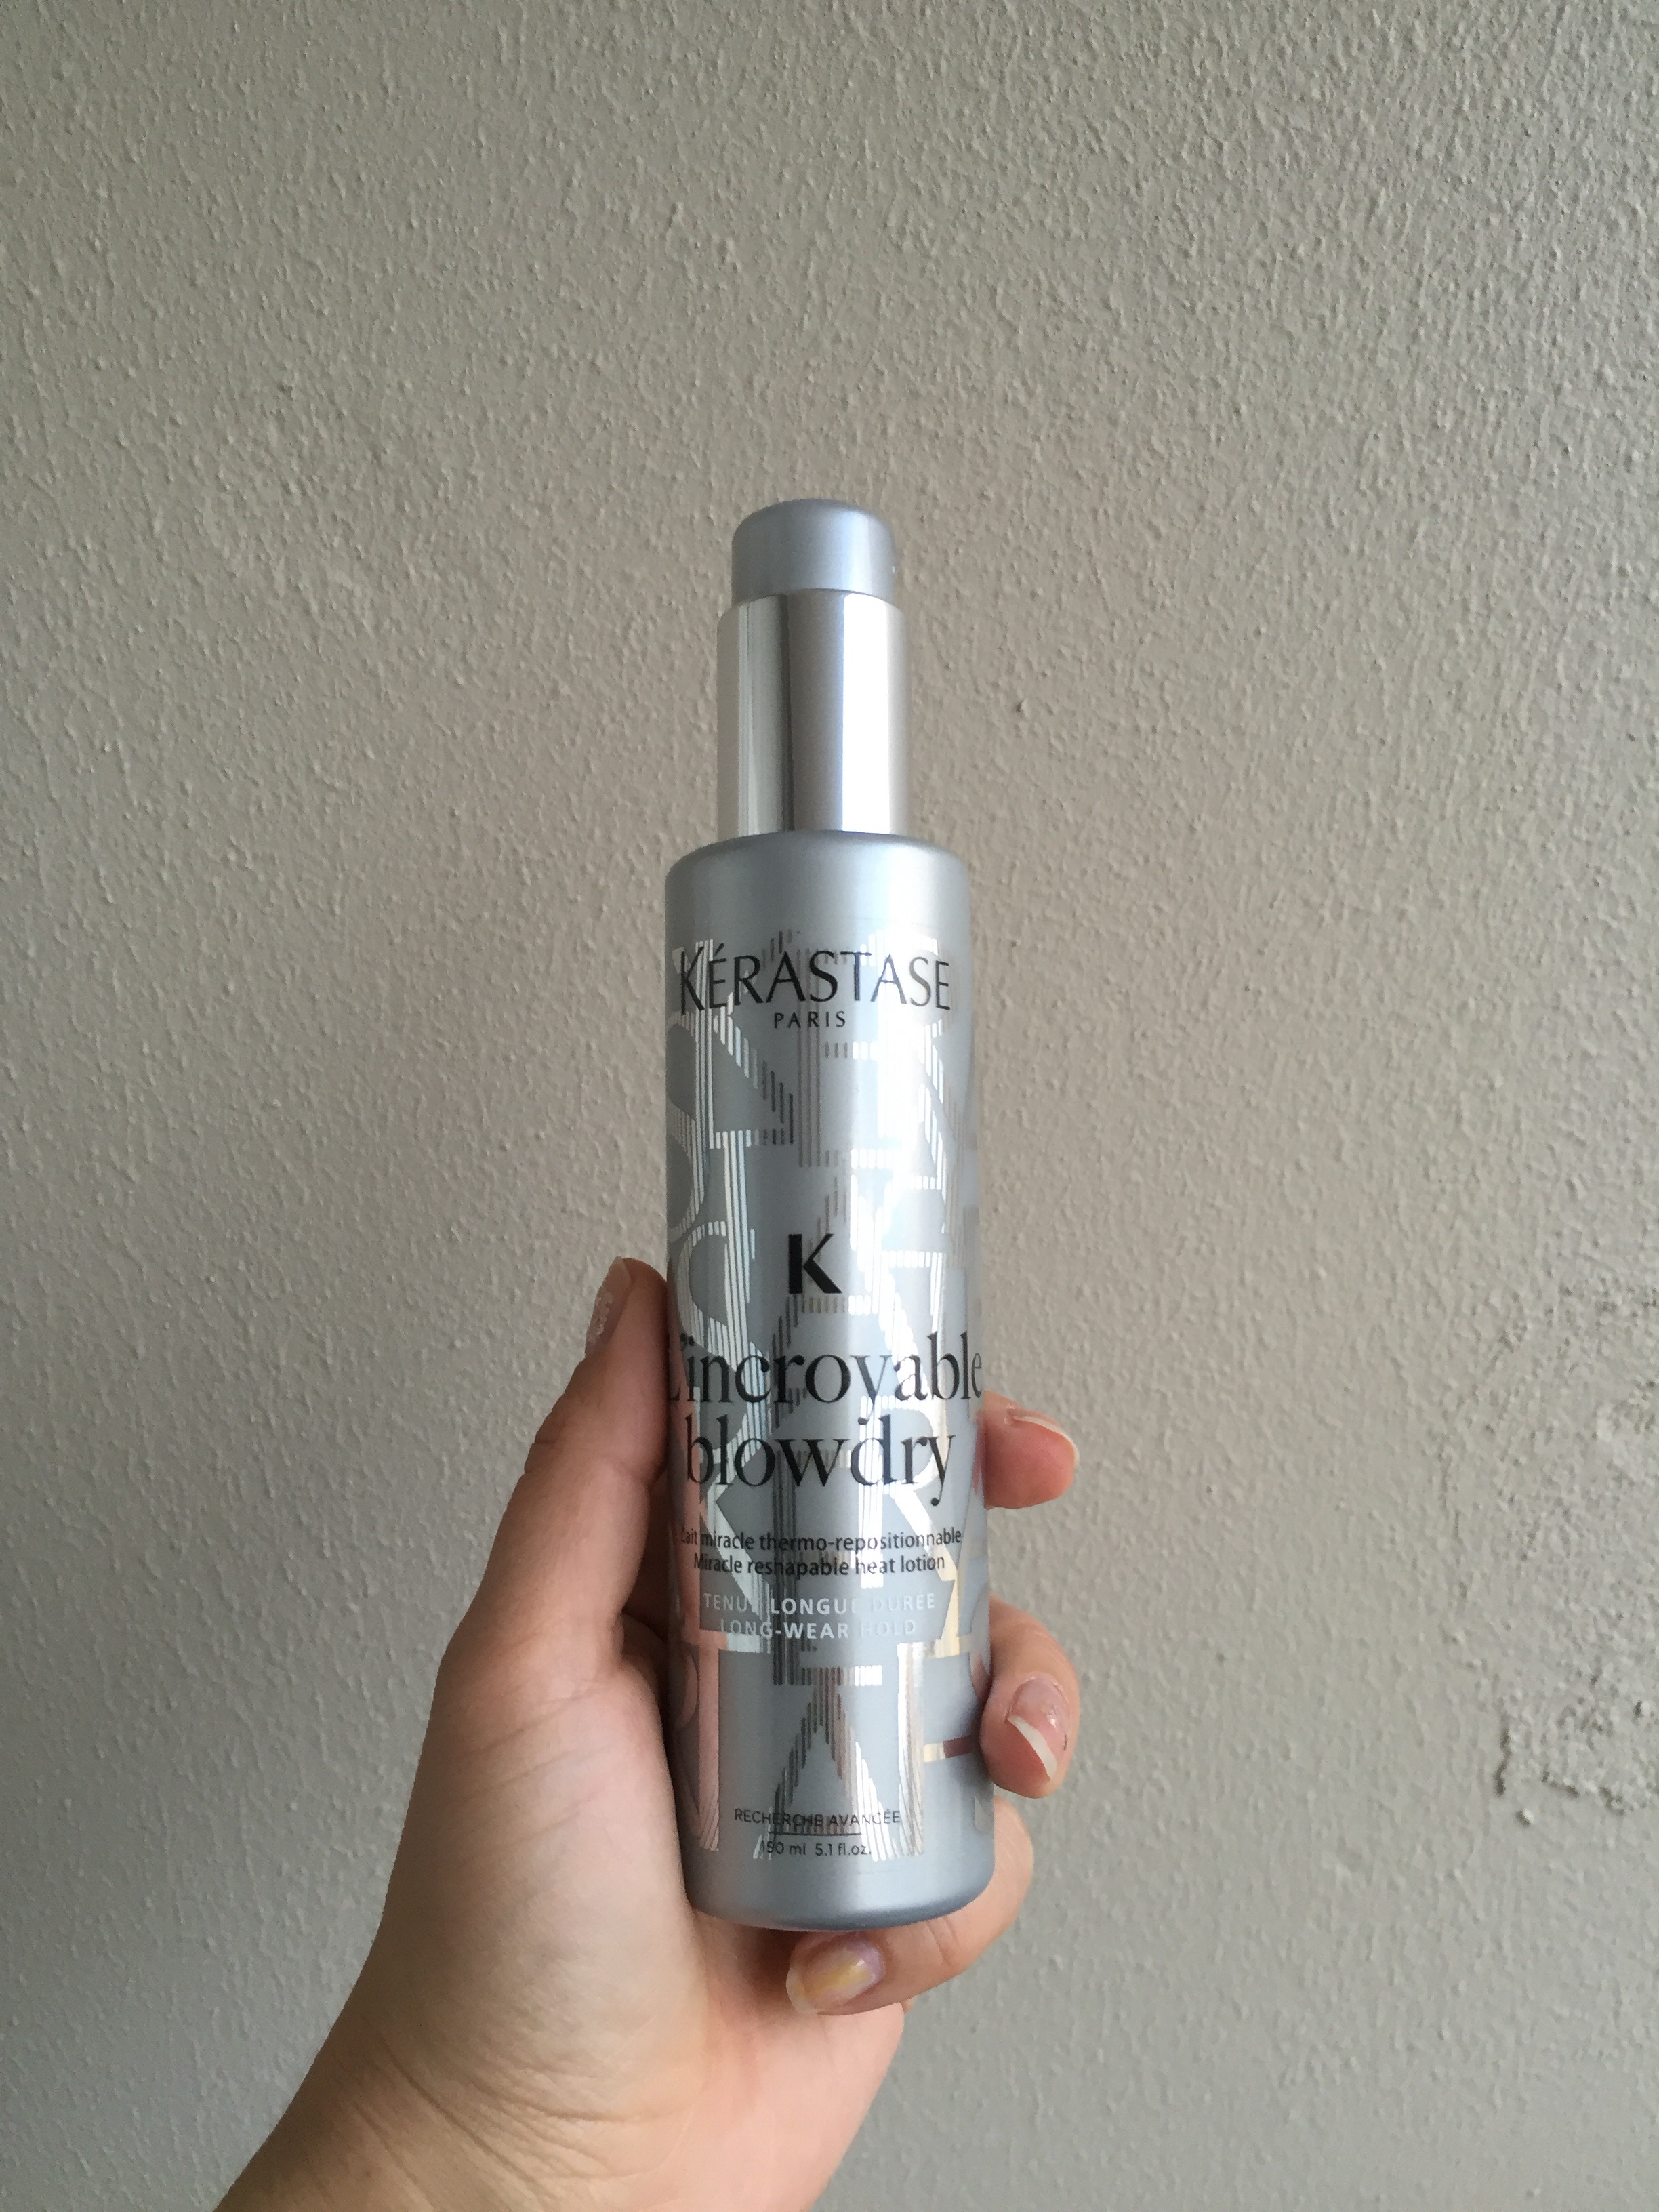 KÉRASTASE
PARIS
K
L'incroyable
blowdry
Lait miracle thermo-repositionnable
Miracle reshapable heat lotion
TENUE LONGUE DURÉE
LONG-WEAR HOLD
RECHERCHE AVANCÉE
150 ml 5.1 fl.oz.